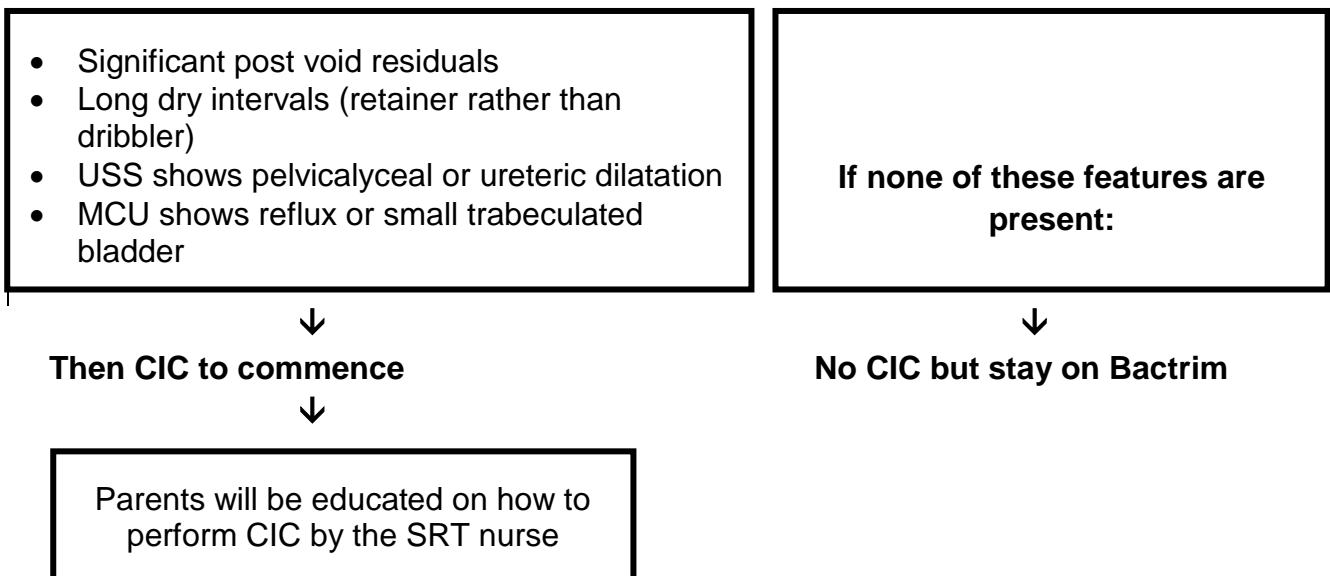 • Significant post void residuals
• Long dry intervals (retainer rather than
dribbler)
• USS shows pelvicalyceal or ureteric dilatation
• MCU shows reflux or small trabeculated
bladder
If none of these features are
present:
↓
Then CIC to commence
↓
↓
No CIC but stay on Bactrim
Parents will be educated on how to
perform CIC by the SRT nurse